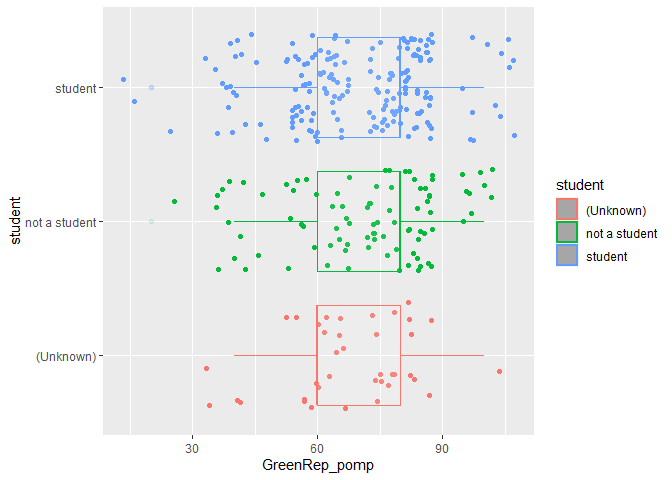 student
not a student
(Unknown)
student
30
60
90
GreenRep_pomp
student
(Unknown)
not a student
student